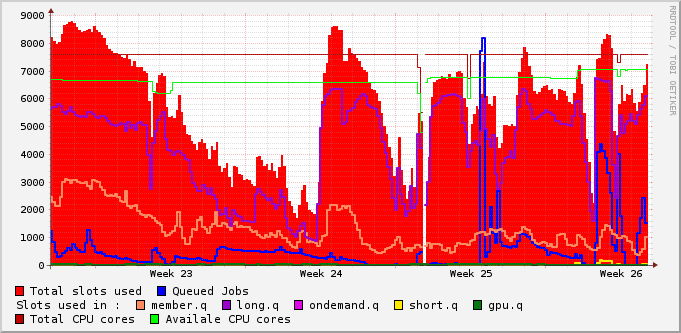 9000
8000
7000
6000
5000
4000
3000
2000
1000
0
Week 23 Week 24 Week 25 Week 26
RRDTOOL / TOBI OETIKER
Total slots used Queued Jobs
Slots used in : member.q long.q ondemand.q short.q gpu.q
Total CPU cores Availale CPU cores